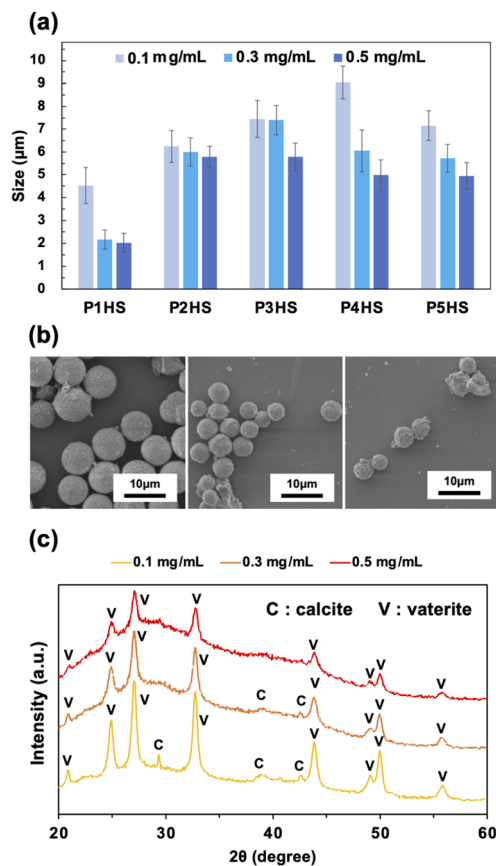 (a)
0.1 mg/mL 0.3 mg/mL 0.5 mg/mL
Size (μm)
10
9
8
7
6
5
4
3
2
1
0
P1HS P2HS P3HS P4HS P5HS
(b)
10μm 10μm 10μm
(c)
0.1 mg/mL 0.3 mg/mL 0.5 mg/mL
C : calcite V : vaterite
Intensity (a.u.)
V V V V V V V V
V V V V C C V V V V
V V V C V C C V V V V
20 30 40 50 60
2θ (degree)